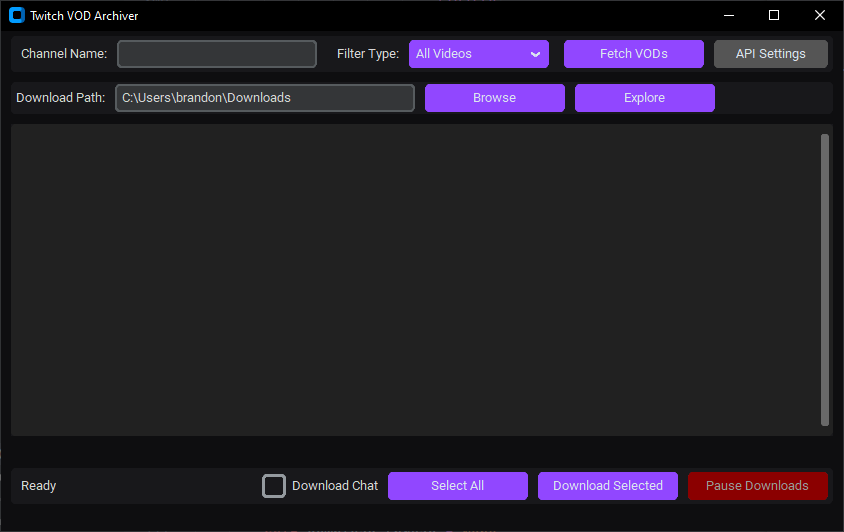 Twitch VOD Archiver
Channel Name: Filter Type: All Videos Fetch VODs API Settings
Download Path: C:\Users\brandon\Downloads Browse Explore
Ready Download Chat Select All Download Selected Pause Downloads